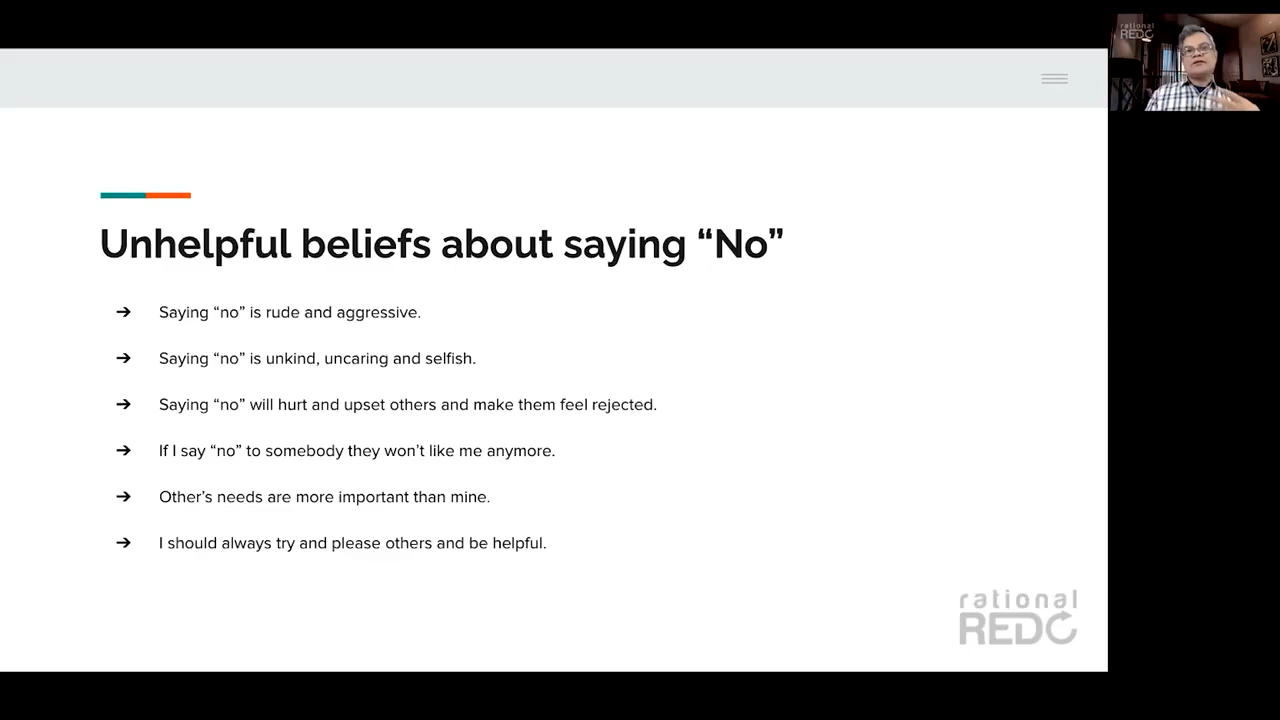 rational
REDO
Unhelpful beliefs about saying “No”
➔ Saying “no” is rude and aggressive.
➔ Saying “no” is unkind, uncaring and selfish.
➔ Saying “no” will hurt and upset others and make them feel rejected.
➔ If I say “no” to somebody they won’t like me anymore.
➔ Other’s needs are more important than mine.
➔ I should always try and please others and be helpful.
rational
REDO